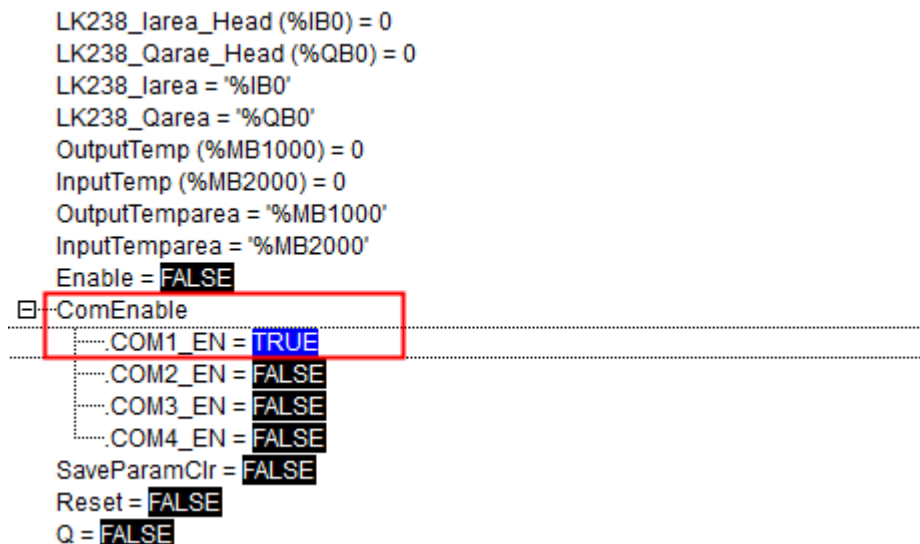 LK238_Iarea_Head (%IB0) = 0
LK238_Qarae_Head (%QB0) = 0
LK238_Iarea = '%IB0'
LK238_Qarea = '%QB0'
OutputTemp (%MB1000) = 0
InputTemp (%MB2000) = 0
OutputTemparea = '%MB1000'
InputTemparea = '%MB2000'
Enable = FALSE
ComEnable
.COM1_EN = TRUE
.COM2_EN = FALSE
.COM3_EN = FALSE
.COM4_EN = FALSE
SaveParamClr = FALSE
Reset = FALSE
Q = FALSE